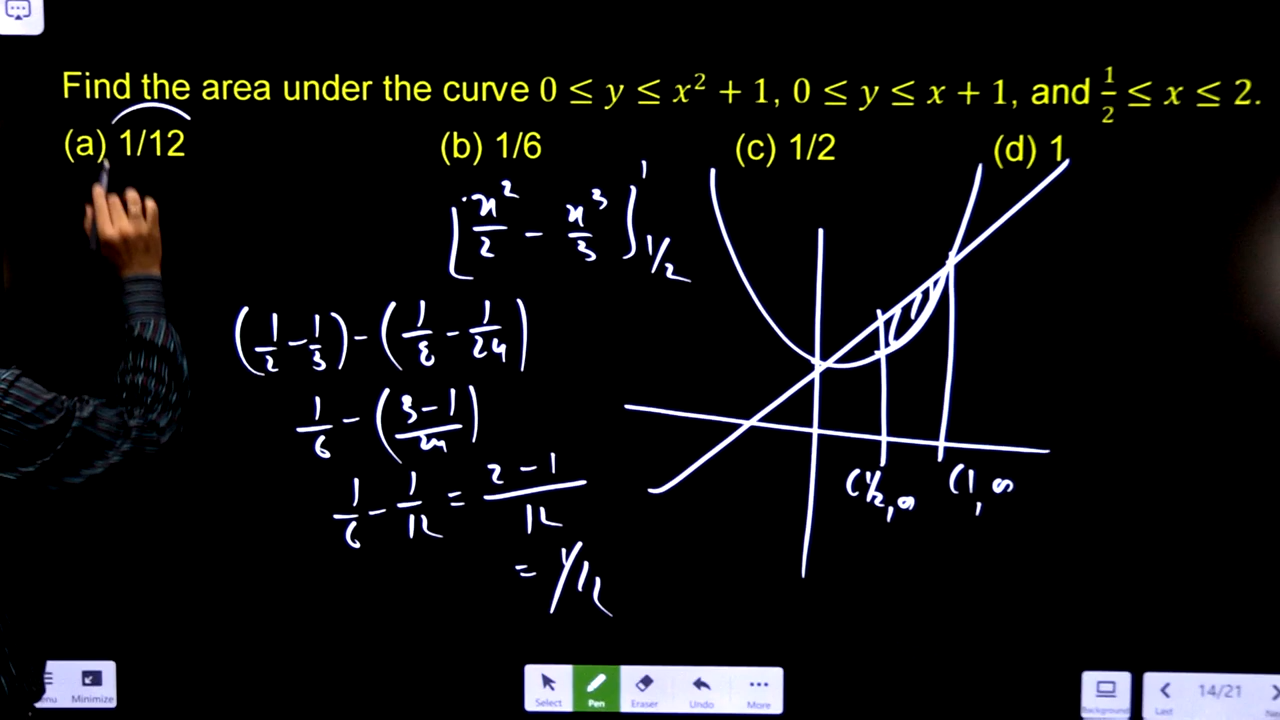 Find the area under the curve 0 ≤ y ≤ x² + 1, 0 ≤ y ≤ x + 1, and 1/2 ≤ x ≤ 2.
(a) 1/12 (b) 1/6 (c) 1/2 (d) 1
[x²/2 - x³/3]¹_1/2
(1/2 - 1/3) - (1/8 - 1/24)
1/6 - (3-1/24)
1/6 - 1/12 = 2-1/12
= 1/12
(1/2, 0) (1, 0)
Minimize
Select Pen Eraser Undo More
Background
Last 14/21